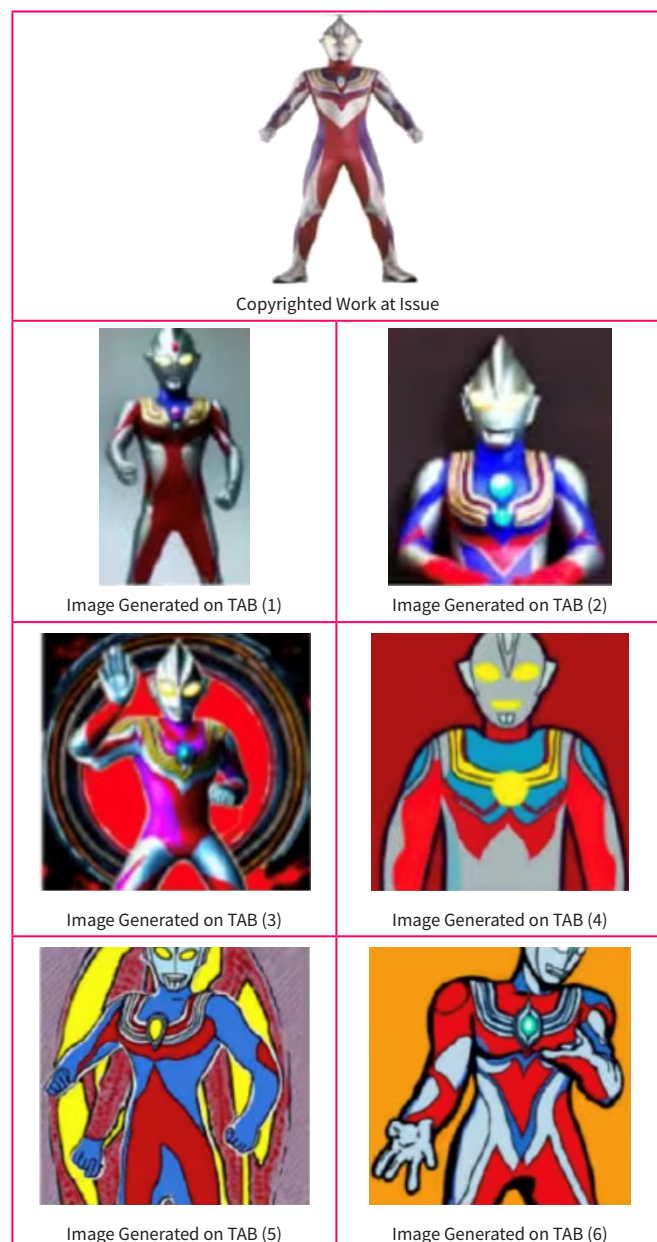 Copyrighted Work at Issue
Image Generated on TAB (1)
Image Generated on TAB (2)
Image Generated on TAB (3)
Image Generated on TAB (4)
Image Generated on TAB (5)
Image Generated on TAB (6)